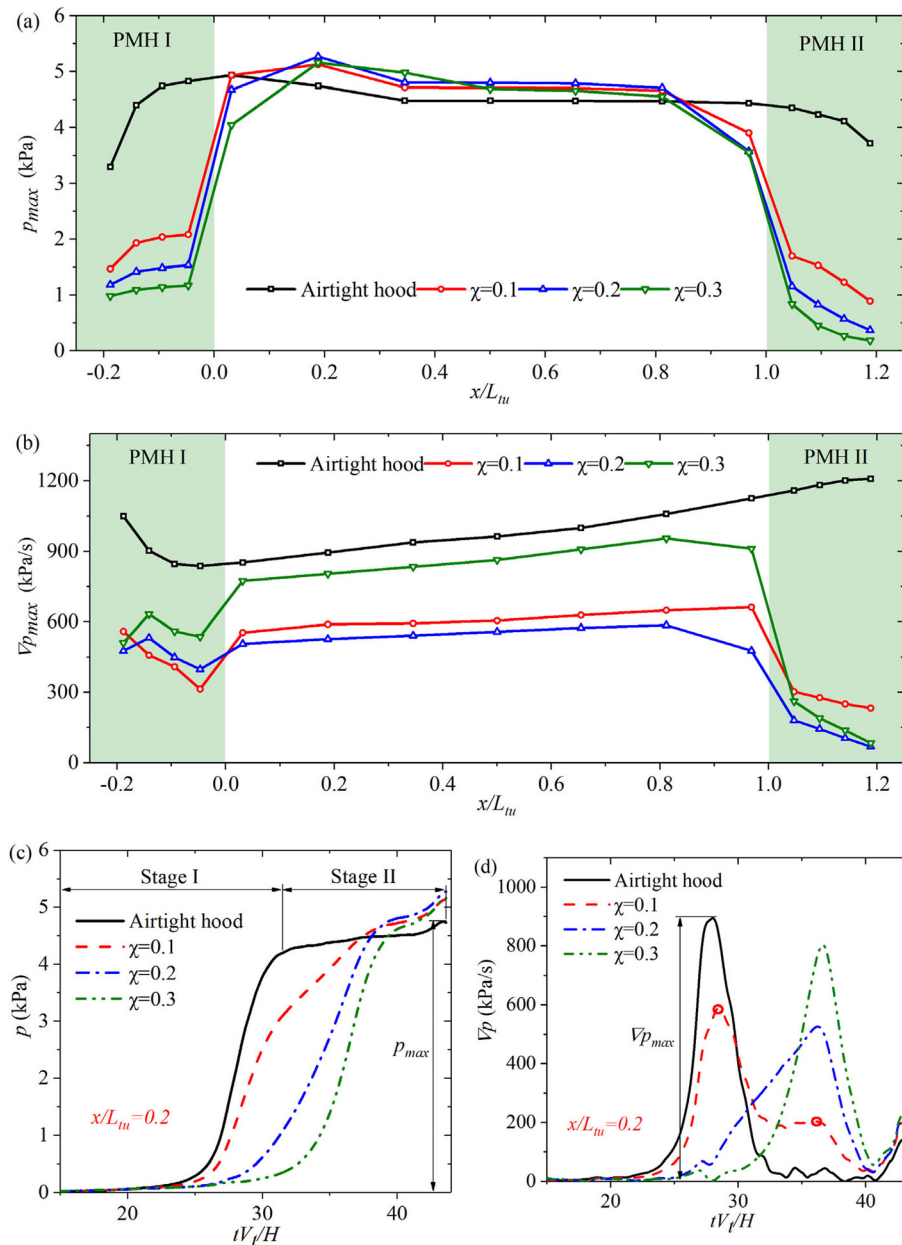 (a)
6
5
4
3
2
1
0
p_max (kPa)
PMH I
PMH II
Airtight hood χ=0.1 χ=0.2 χ=0.3
-0.2 0.0 0.2 0.4 0.6 0.8 1.0 1.2
x/L_tu
(b)
1200
900
600
300
0
∇p_max (kPa/s)
PMH I
Airtight hood χ=0.1 χ=0.2 χ=0.3
PMH II
-0.2 0.0 0.2 0.4 0.6 0.8 1.0 1.2
x/L_tu
(c)
6
5
4
3
2
1
0
p (kPa)
Stage I Stage II
Airtight hood
χ=0.1
χ=0.2
χ=0.3
p_max
x/L_tu=0.2
20 30 40
tV_t/H
(d)
1000
800
600
400
200
0
∇p (kPa/s)
Airtight hood
χ=0.1
χ=0.2
χ=0.3
∇p_max
x/L_tu=0.2
20 30 40
tV_t/H